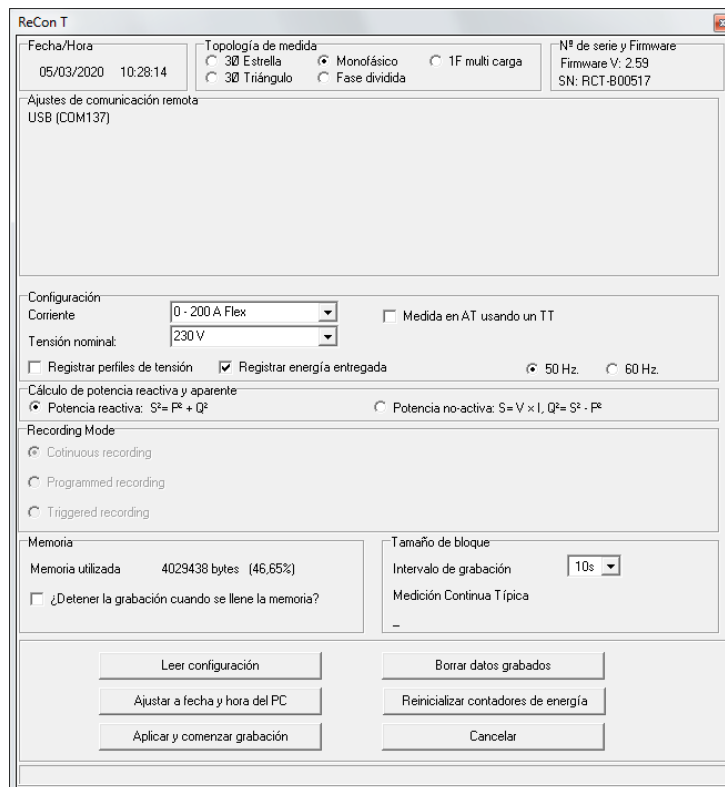 ReCon T
Fecha/Hora
05/03/2020 10:28:14
Topología de medida
3Ø Estrella
Monofásico
1F multi carga
3Ø Triángulo
Fase dividida
Nº de serie y Firmware
Firmware V: 2.59
SN: RCT-B00517
Ajustes de comunicación remota
USB (COM137)
Configuración
Corriente
0 - 200 A Flex
Medida en AT usando un TT
Tensión nominal:
230 V
Registrar perfiles de tensión
Registrar energía entregada
50 Hz.
60 Hz.
Cálculo de potencia reactiva y aparente
Potencia reactiva: S²= P² + Q²
Potencia no-activa: S= V × I, Q²= S² - P²
Recording Mode
Cotinuous recording
Programmed recording
Triggered recording
Memoria
Memoria utilizada 4029438 bytes (46,65%)
¿Detener la grabación cuando se llene la memoria?
Tamaño de bloque
Intervalo de grabación 10s
Medición Continua Típica
_
Leer configuración
Borrar datos grabados
Ajustar a fecha y hora del PC
Reinicializar contadores de energía
Aplicar y comenzar grabación
Cancelar